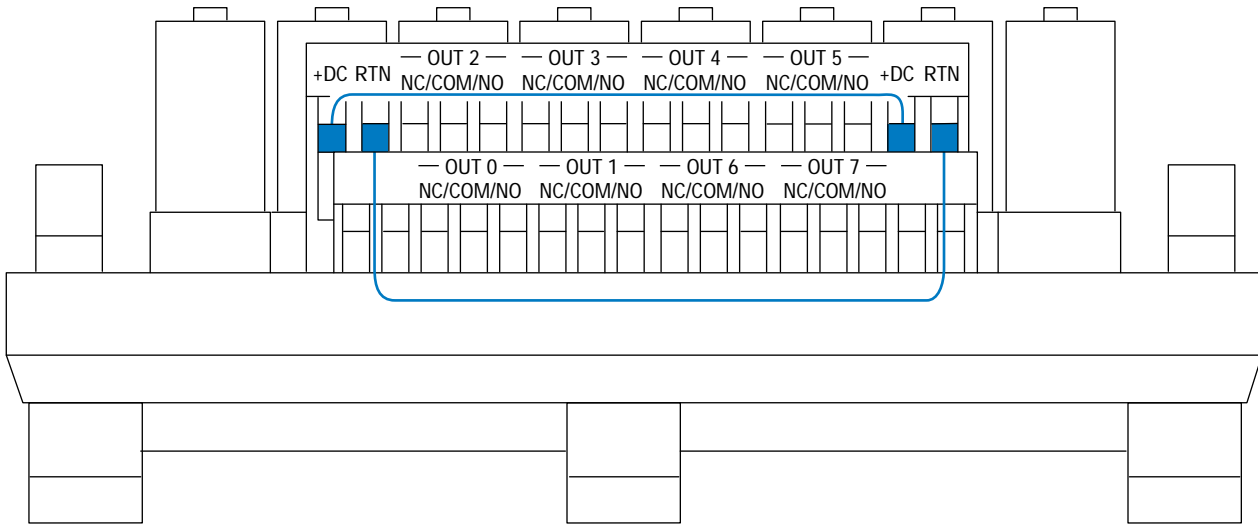 OUT 2 OUT 3 OUT 4 OUT 5
+DC RTN NC/COM/NO NC/COM/NO NC/COM/NO NC/COM/NO +DC RTN
OUT 0 OUT 1 OUT 6 OUT 7
NC/COM/NO NC/COM/NO NC/COM/NO NC/COM/NO